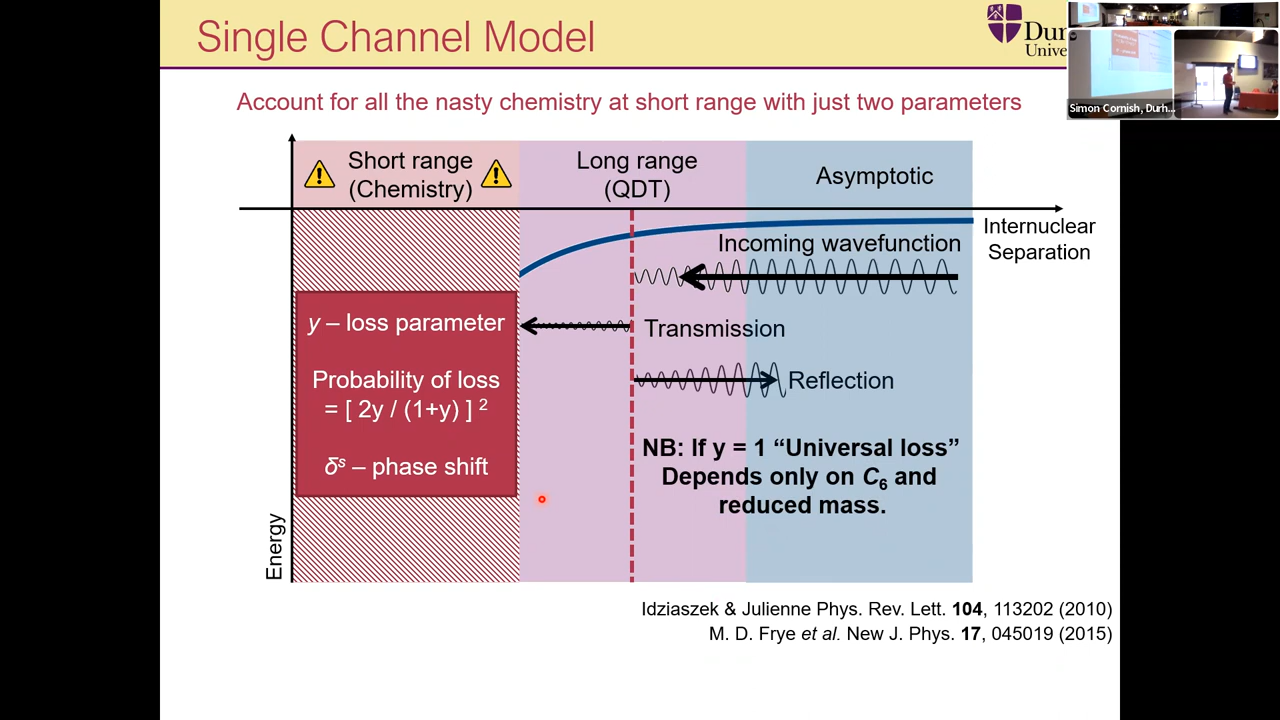 Single Channel Model
Dur
Unive
Simon Cornish, Durh...
Account for all the nasty chemistry at short range with just two parameters
Short range
(Chemistry)
Long range
(QDT)
Asymptotic
Internuclear
Separation
Incoming wavefunction
Transmission
Reflection
y – loss parameter
Probability of loss
= [ 2y / (1+y) ] ²
δˢ – phase shift
NB: If y = 1 “Universal loss”
Depends only on C₆ and
reduced mass.
Energy
Idziaszek & Julienne Phys. Rev. Lett. 104, 113202 (2010)
M. D. Frye et al. New J. Phys. 17, 045019 (2015)